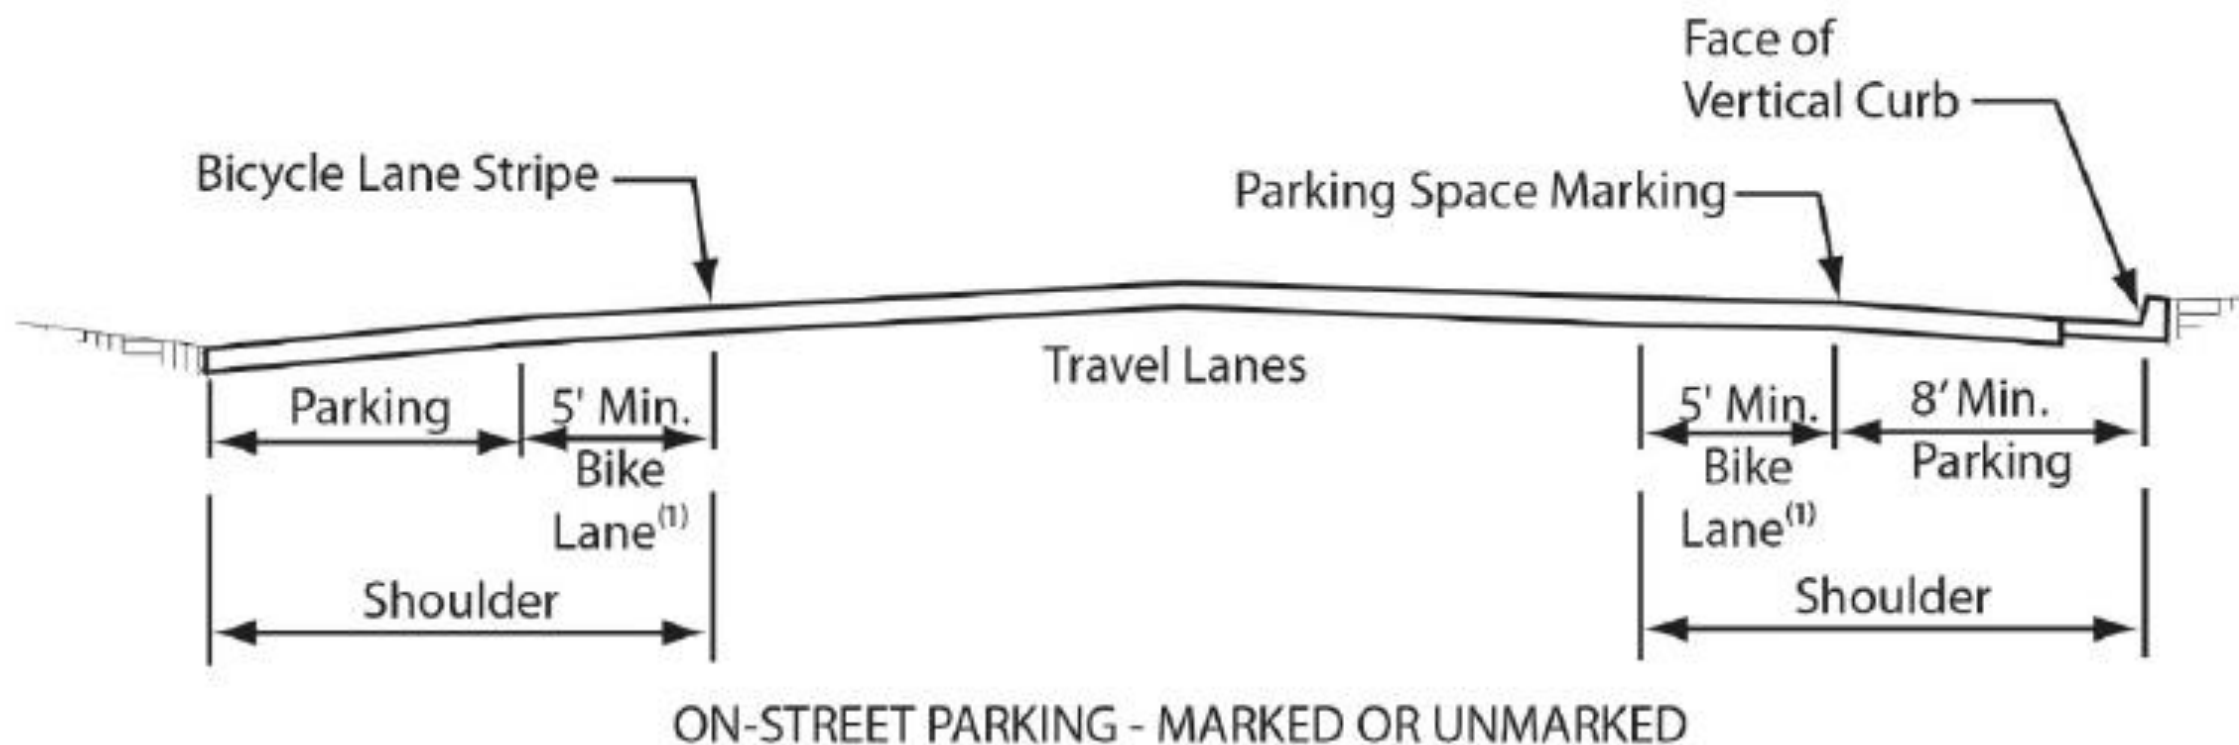 Face of
Vertical Curb
Bicycle Lane Stripe
Parking Space Marking
Travel Lanes
Parking
5' Min.
Bike
Lane(1)
Shoulder
5' Min.
Bike
Lane(1)
8' Min.
Parking
Shoulder
ON-STREET PARKING - MARKED OR UNMARKED